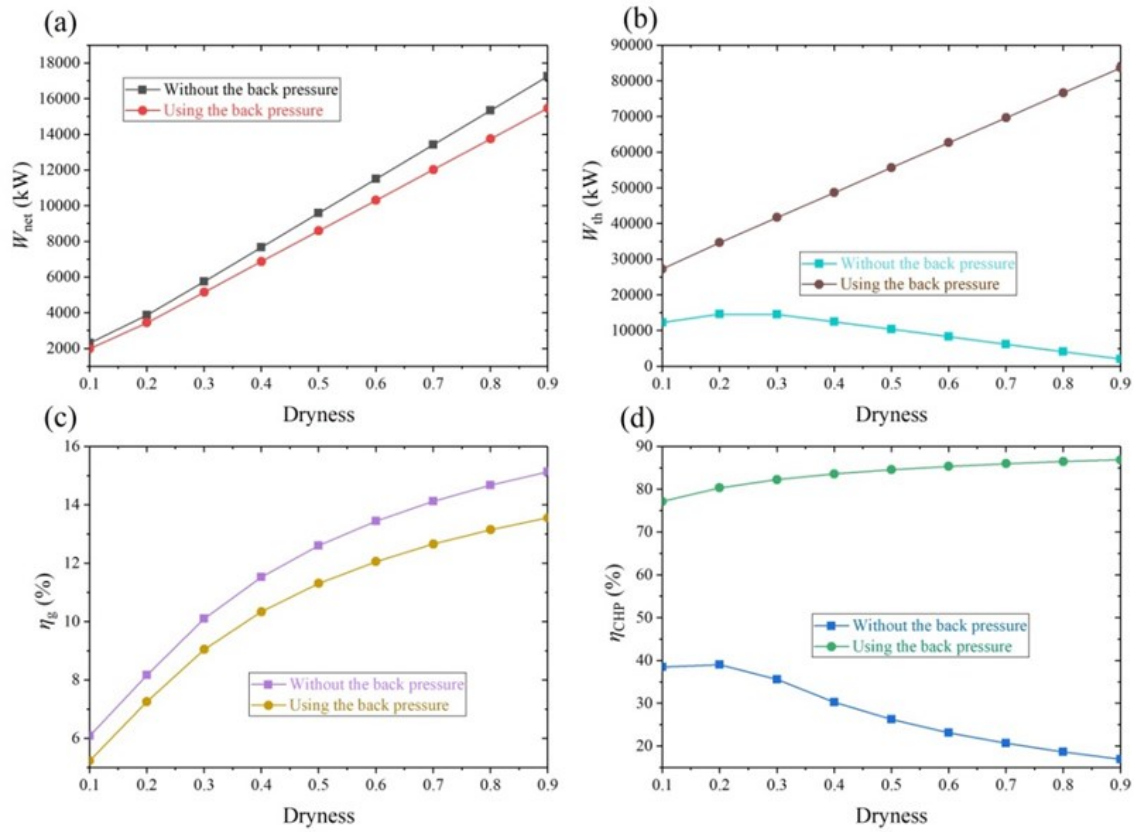 (a)
18000
16000
14000
12000
10000
8000
6000
4000
2000
W_net (kW)
Without the back pressure
Using the back pressure
0.1 0.2 0.3 0.4 0.5 0.6 0.7 0.8 0.9
Dryness
(b)
90000
80000
70000
60000
50000
40000
30000
20000
10000
0
W_th (kW)
Without the back pressure
Using the back pressure
0.1 0.2 0.3 0.4 0.5 0.6 0.7 0.8 0.9
Dryness
(c)
16
14
12
10
8
6
η_g (%)
Without the back pressure
Using the back pressure
0.1 0.2 0.3 0.4 0.5 0.6 0.7 0.8 0.9
Dryness
(d)
90
80
70
60
50
40
30
20
η_CHP (%)
Without the back pressure
Using the back pressure
0.1 0.2 0.3 0.4 0.5 0.6 0.7 0.8 0.9
Dryness